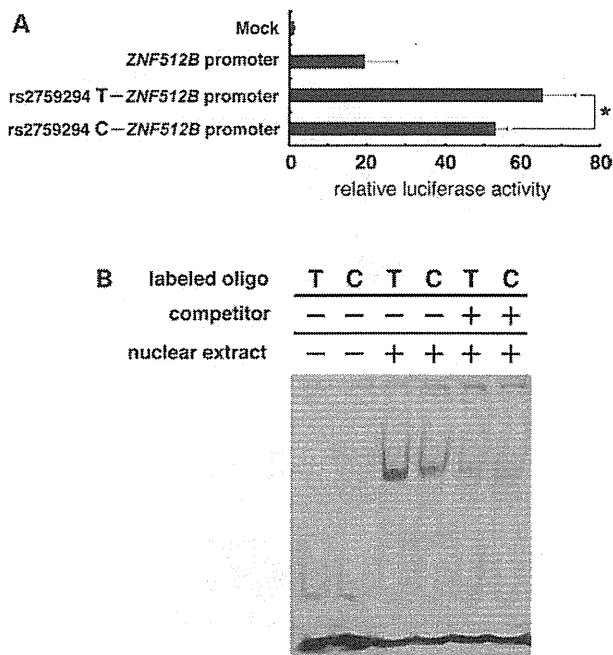 A
Mock
ZNF512B promoter
rs2759294 T–ZNF512B promoter
rs2759294 C–ZNF512B promoter
*
0 20 40 60 80
relative luciferase activity
B
labeled oligo T C T C T C
competitor − − − − + +
nuclear extract − − + + + +